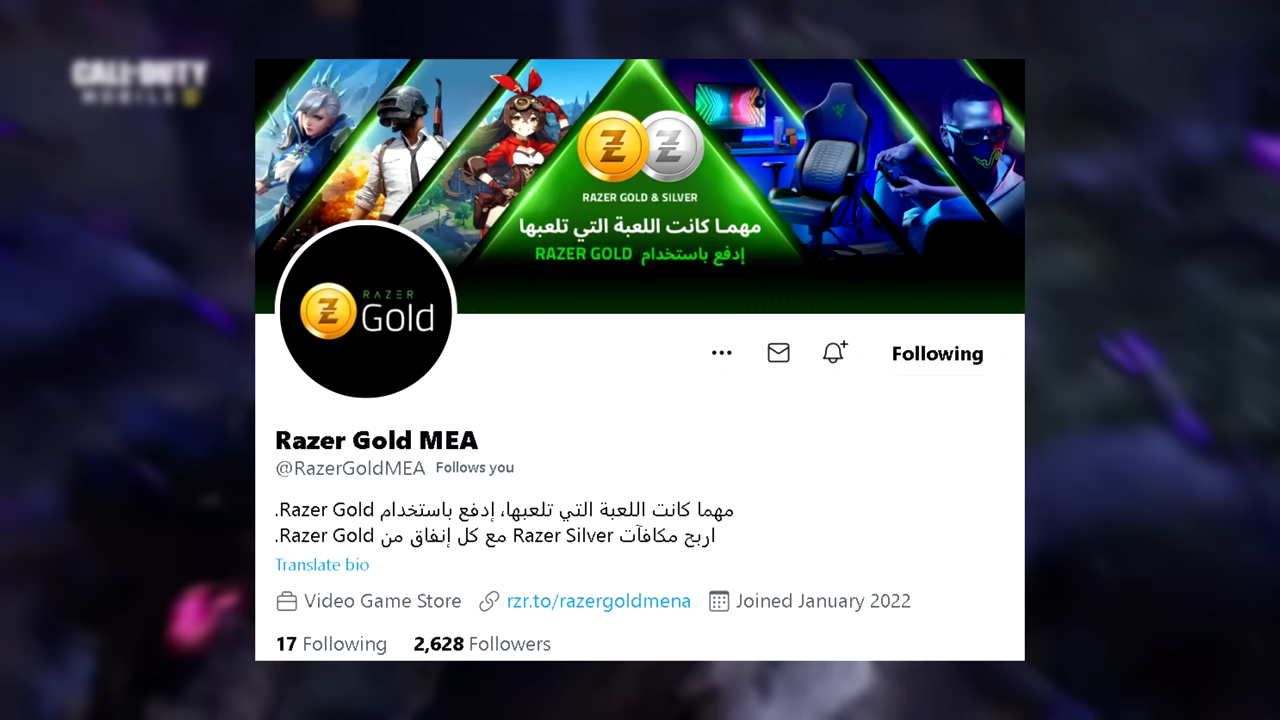 CALL OF DUTY
MOBILE
RAZER GOLD & SILVER
مهما كانت اللعبة التي تلعبها
إدفع باستخدام RAZER GOLD
RAZER
Gold
Following
Razer Gold MEA
@RazerGoldMEA Follows you
مهما كانت اللعبة التي تلعبها، إدفع باستخدام Razer Gold.
اربح مكافآت Razer Silver مع كل إنفاق من Razer Gold.
Translate bio
Video Game Store rzr.to/razergoldmena Joined January 2022
17 Following 2,628 Followers